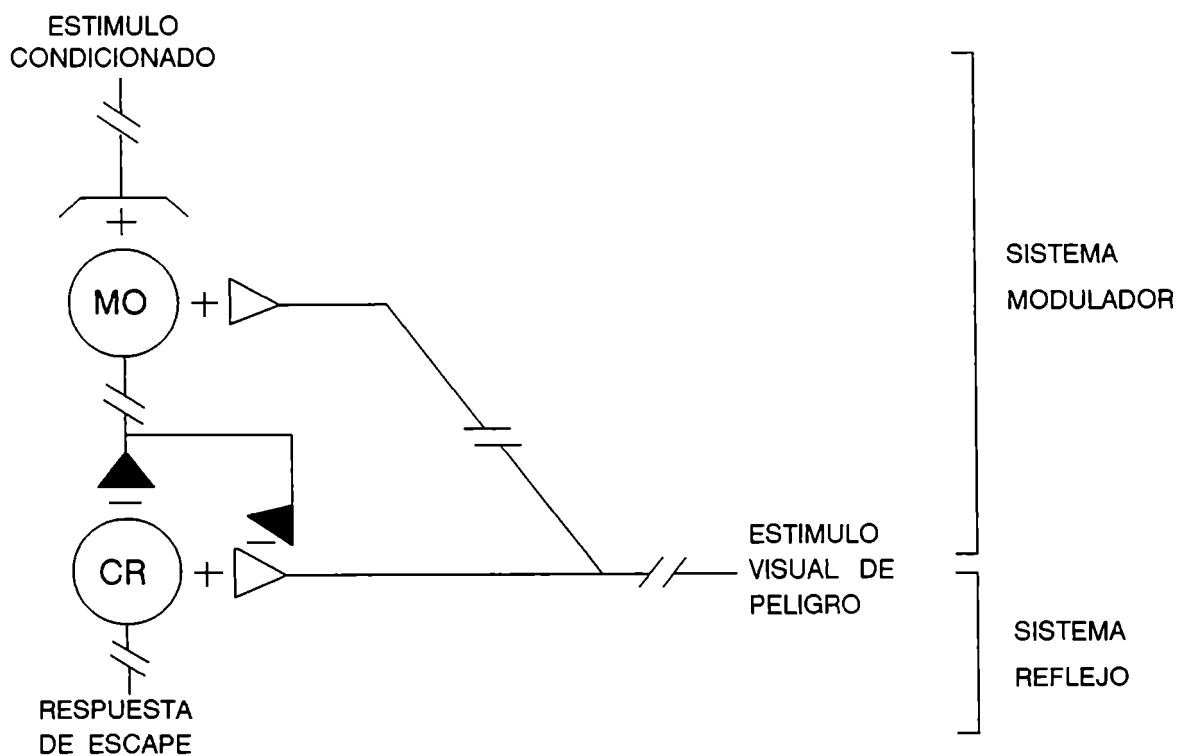 ESTIMULO
CONDICIONADO
+
MO +
SISTEMA
MODULADOR
CR +
ESTIMULO
VISUAL DE
PELIGRO
SISTEMA
REFLEJO
RESPUESTA
DE ESCAPE